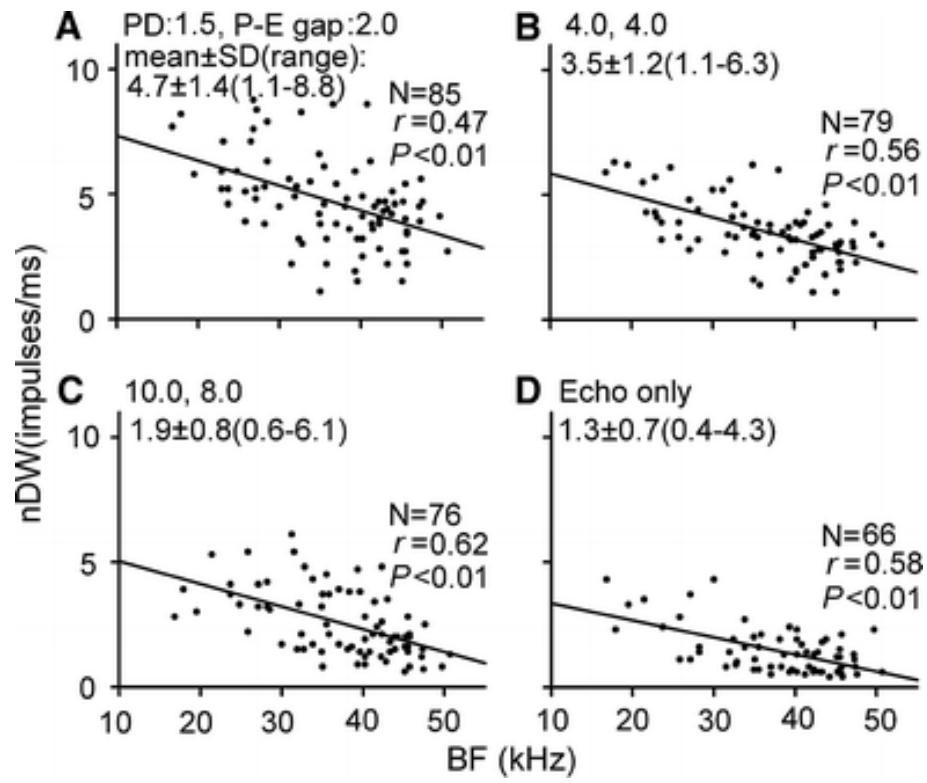 A PD:1.5, P-E gap:2.0
mean±SD(range):
4.7±1.4(1.1-8.8)
N=85
r=0.47
P<0.01
10
5
0
B 4.0, 4.0
3.5±1.2(1.1-6.3)
N=79
r=0.56
P<0.01
nDW(impulses/ms)
C 10.0, 8.0
1.9±0.8(0.6-6.1)
N=76
r=0.62
P<0.01
10
5
0
10 20 30 40 50
D Echo only
1.3±0.7(0.4-4.3)
N=66
r=0.58
P<0.01
10 20 30 40 50
BF (kHz)